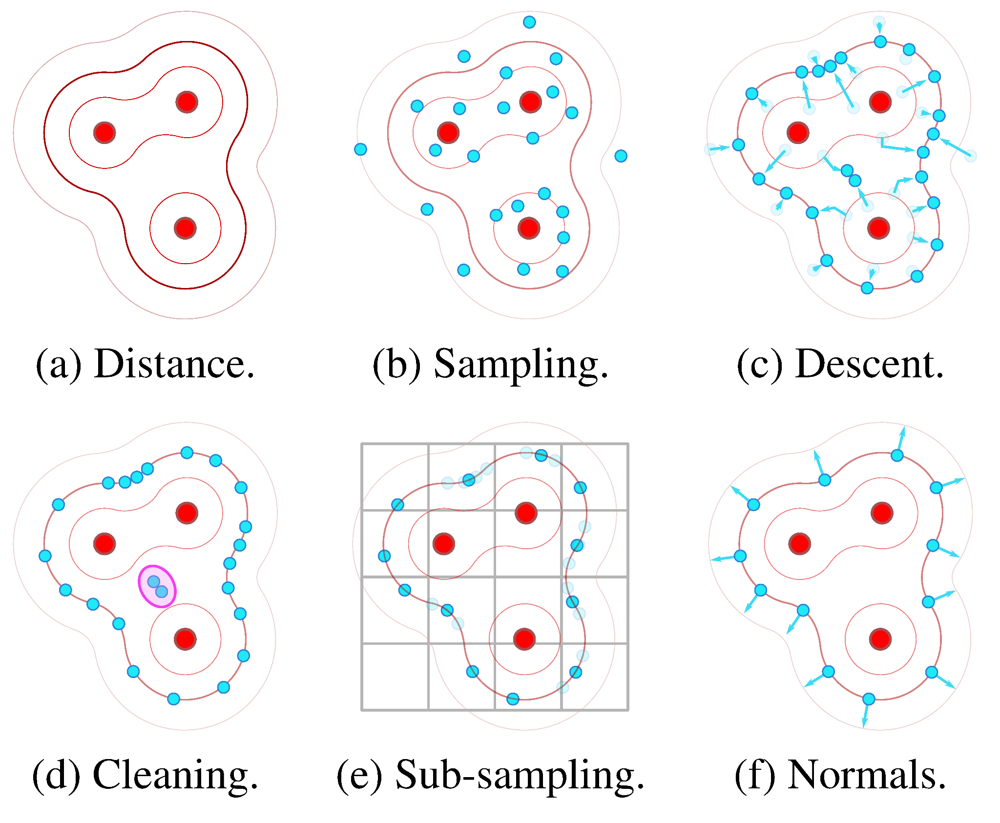 (a) Distance.
(b) Sampling.
(c) Descent.
(d) Cleaning.
(e) Sub-sampling.
(f) Normals.